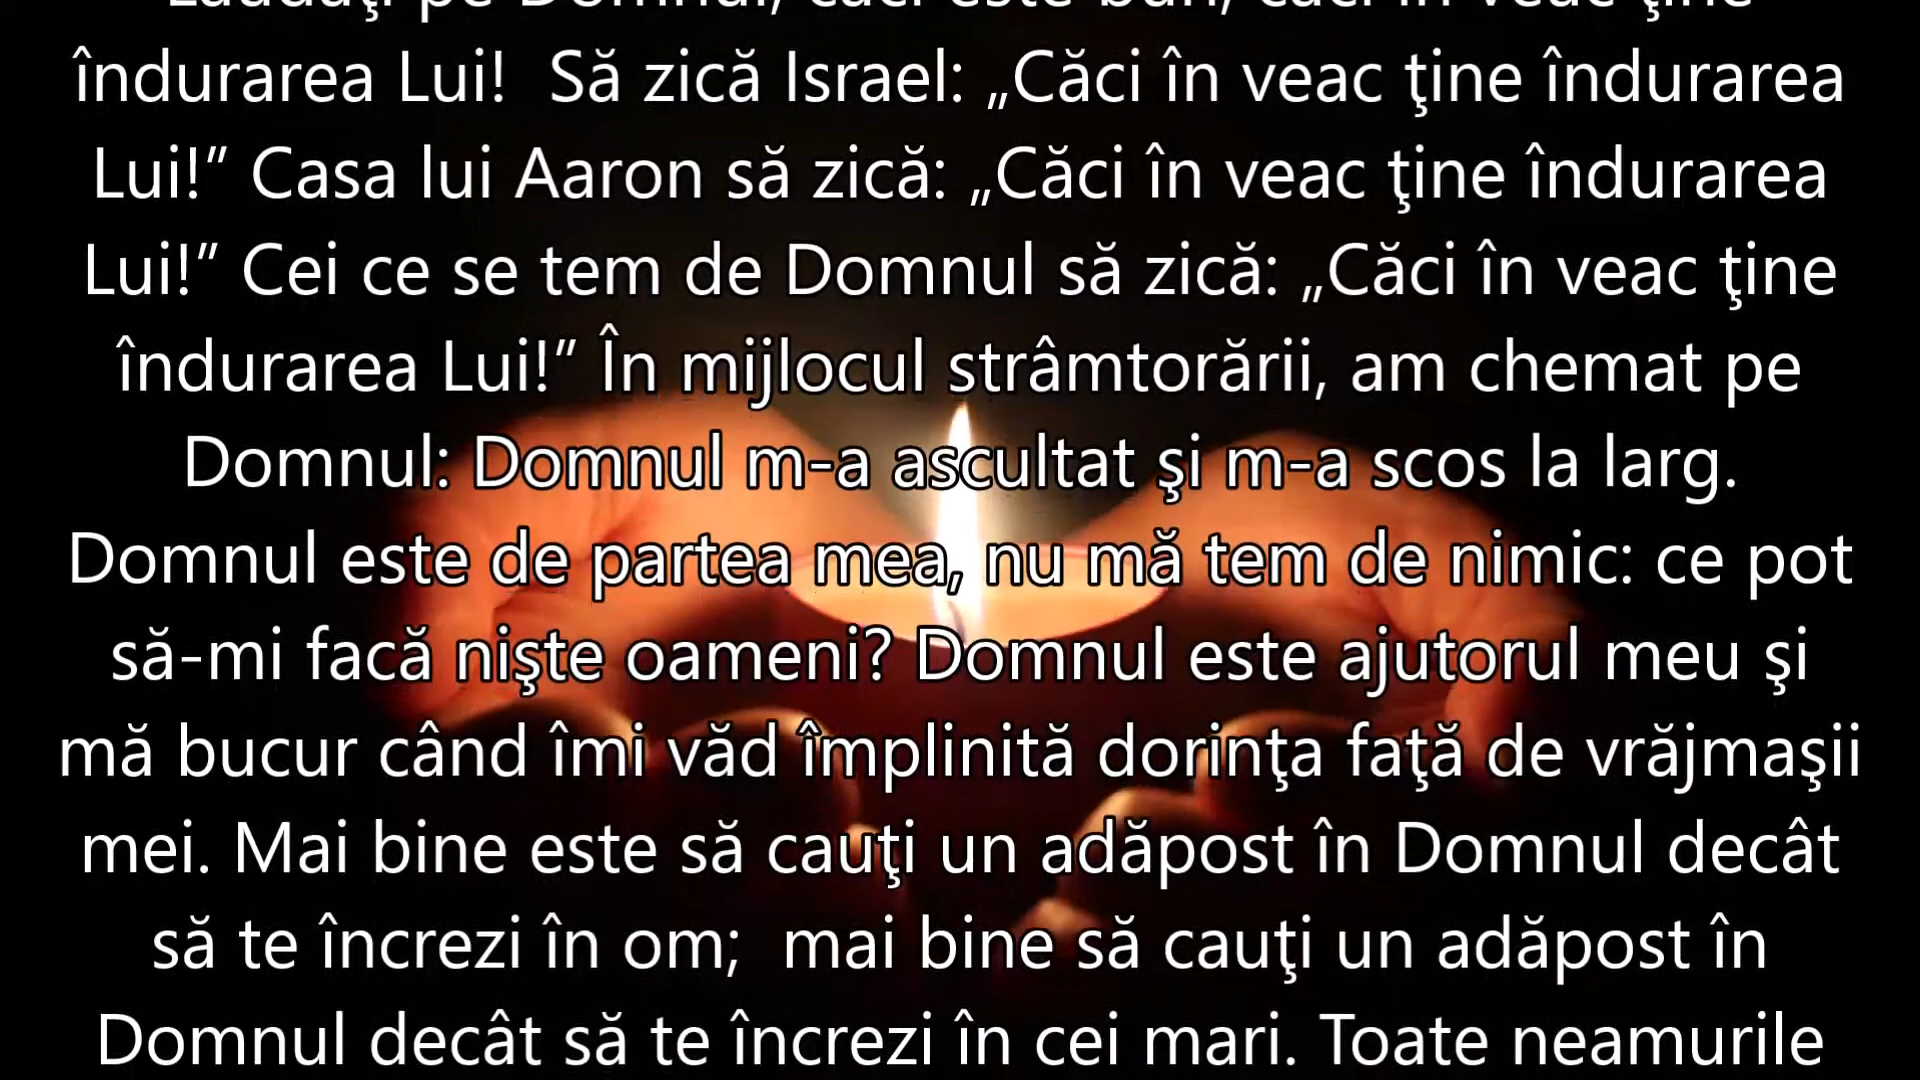 Lăudaţi pe Domnul, căci este bun, căci în veac ţine
îndurarea Lui!  Să zică Israel: „Căci în veac ţine îndurarea
Lui!” Casa lui Aaron să zică: „Căci în veac ţine îndurarea
Lui!” Cei ce se tem de Domnul să zică: „Căci în veac ţine
îndurarea Lui!” În mijlocul strâmtorării, am chemat pe
Domnul: Domnul m-a ascultat şi m-a scos la larg.
Domnul este de partea mea, nu mă tem de nimic: ce pot
să-mi facă nişte oameni? Domnul este ajutorul meu şi
mă bucur când îmi văd împlinită dorinţa faţă de vrăjmaşii
mei. Mai bine este să cauţi un adăpost în Domnul decât
să te încrezi în om;  mai bine să cauţi un adăpost în
Domnul decât să te încrezi în cei mari. Toate neamurile